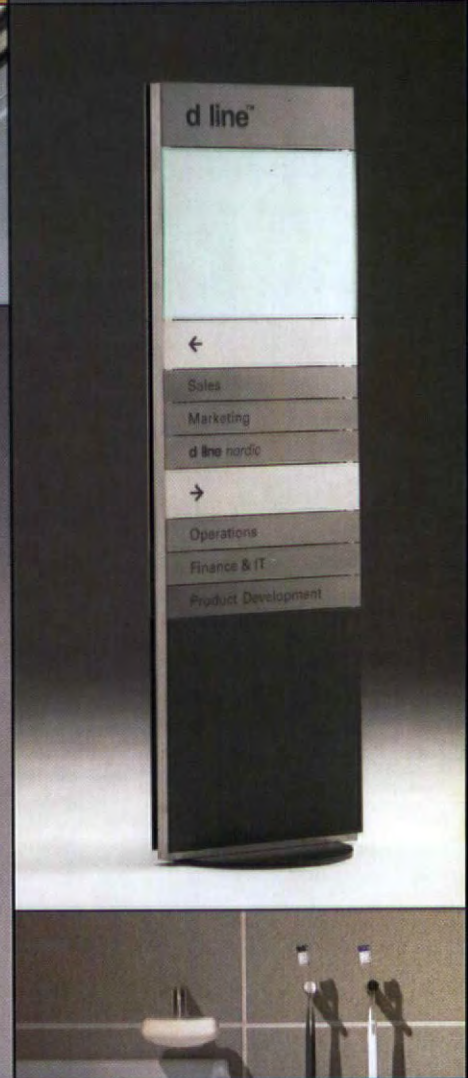 d line™
←
Sales
Marketing
d line nordic
→
Operations
Finance & IT
Product Development